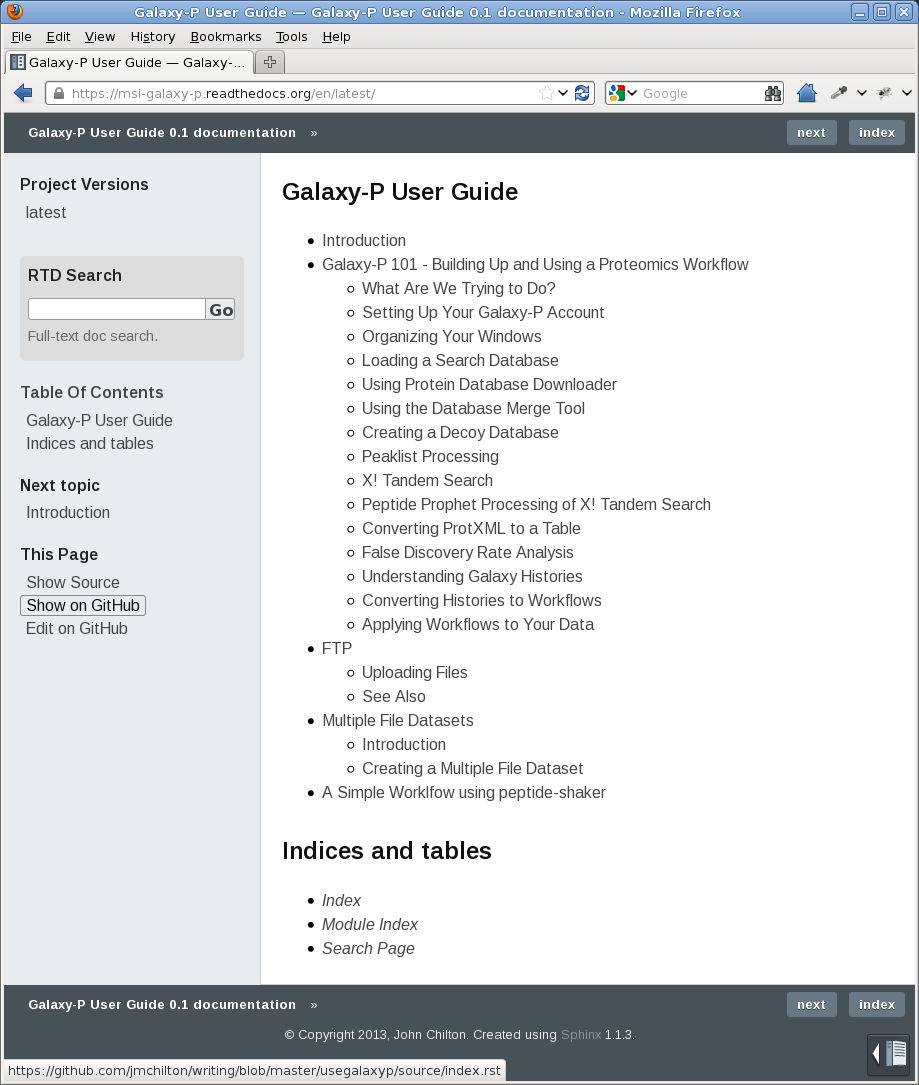 Galaxy-P User Guide — Galaxy-P User Guide 0.1 documentation - Mozilla Firefox
File Edit View History Bookmarks Tools Help
Galaxy-P User Guide — Galaxy-...
https://msi-galaxy-p.readthedocs.org/en/latest/
Google
Galaxy-P User Guide 0.1 documentation »
next index
Project Versions
latest
RTD Search
Go
Full-text doc search.
Table Of Contents
Galaxy-P User Guide
Indices and tables
Next topic
Introduction
This Page
Show Source
Show on GitHub
Edit on GitHub
Galaxy-P User Guide
Introduction
Galaxy-P 101 - Building Up and Using a Proteomics Workflow
What Are We Trying to Do?
Setting Up Your Galaxy-P Account
Organizing Your Windows
Loading a Search Database
Using Protein Database Downloader
Using the Database Merge Tool
Creating a Decoy Database
Peaklist Processing
X! Tandem Search
Peptide Prophet Processing of X! Tandem Search
Converting ProtXML to a Table
False Discovery Rate Analysis
Understanding Galaxy Histories
Converting Histories to Workflows
Applying Workflows to Your Data
FTP
Uploading Files
See Also
Multiple File Datasets
Introduction
Creating a Multiple File Dataset
A Simple Worklfow using peptide-shaker
Indices and tables
Index
Module Index
Search Page
Galaxy-P User Guide 0.1 documentation »
next index
© Copyright 2013, John Chilton. Created using Sphinx 1.1.3.
https://github.com/jmchilton/writing/blob/master/usegalaxyp/source/index.rst